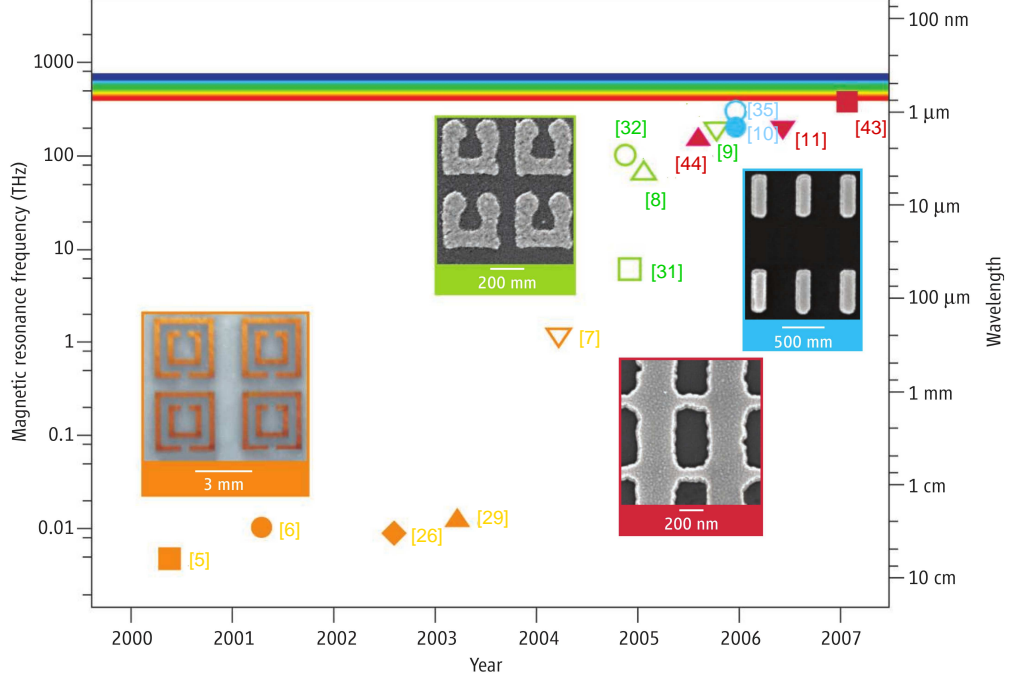 100 nm
1000
[35]
1 µm
[32]
[10]
[43]
100
[9]
[11]
[44]
[8]
10 µm
10
200 mm
[31]
100 µm
Magnetic resonance frequency (THz)
Wavelength
1
[7]
500 mm
1 mm
0.1
3 mm
1 cm
200 nm
0.01
[6]
[26]
[29]
[5]
10 cm
2000 2001 2002 2003 2004 2005 2006 2007
Year